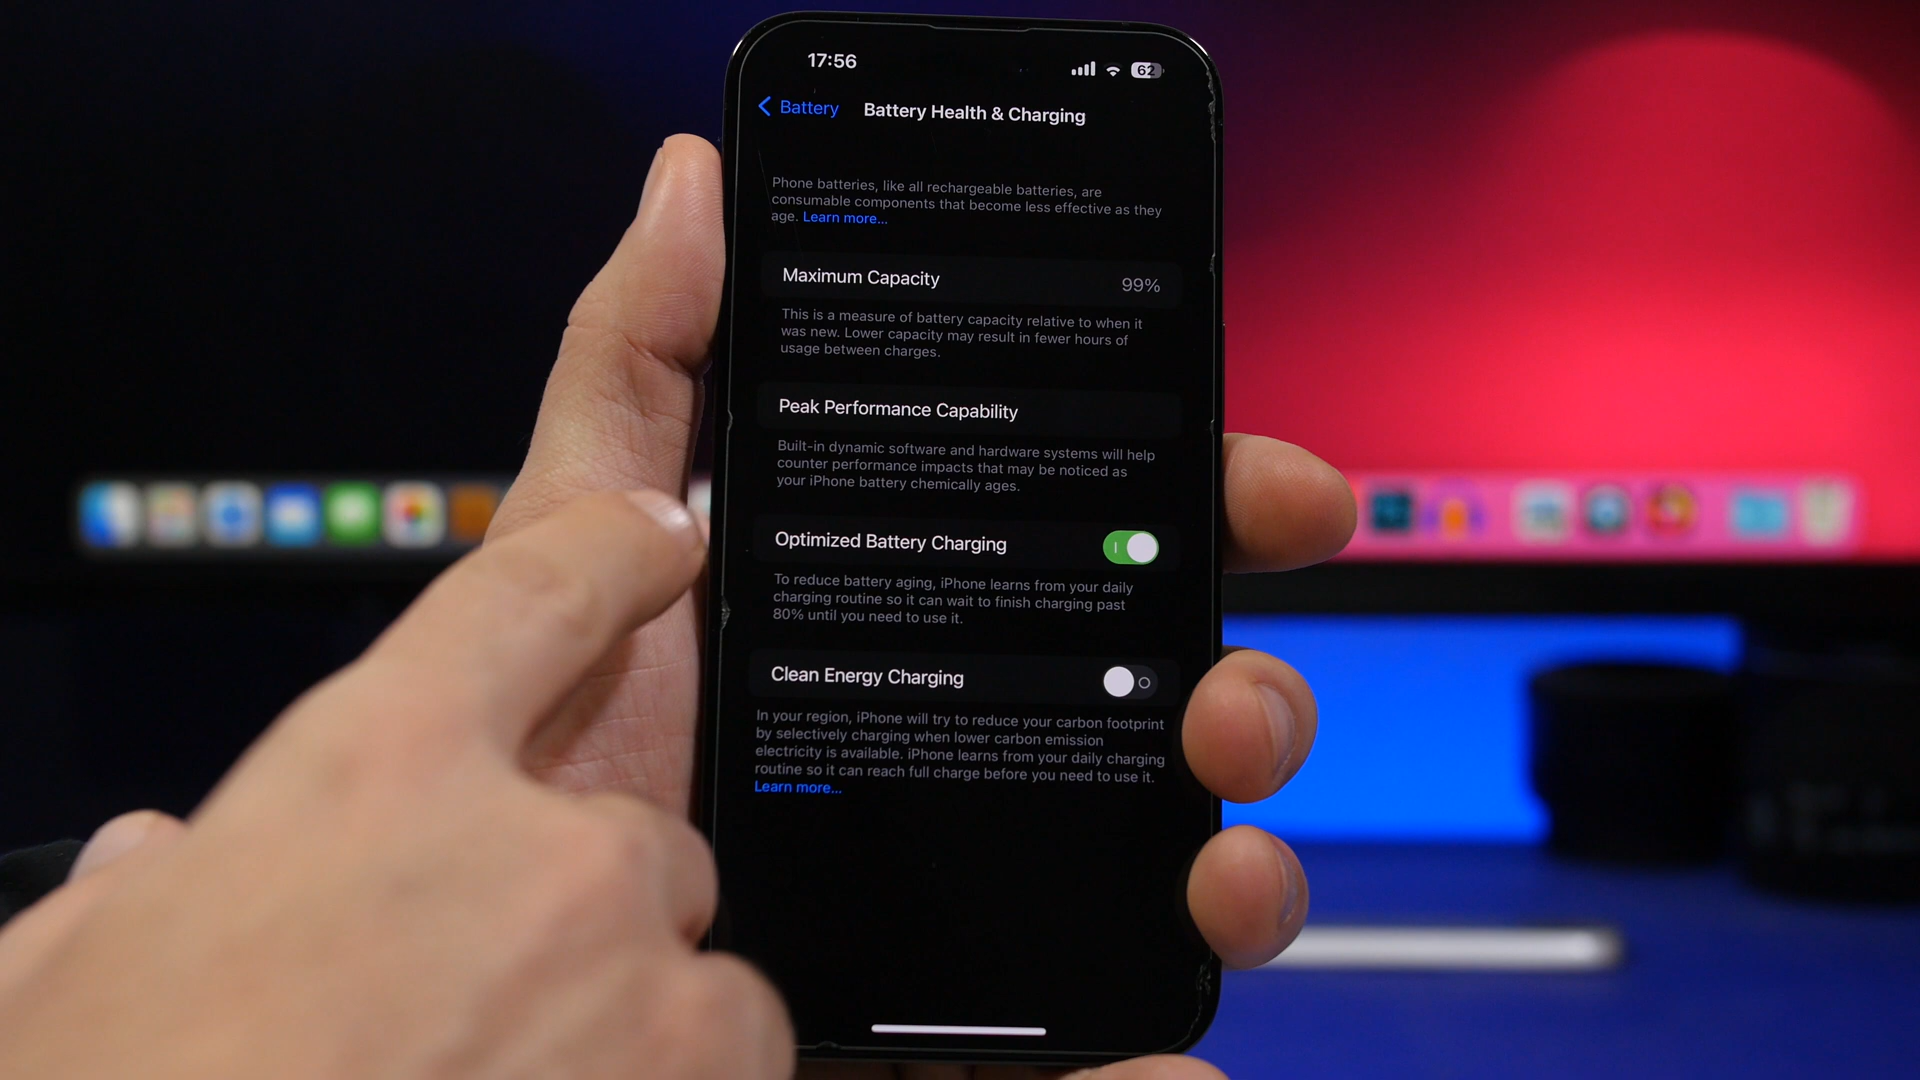 17:56
62
Battery
Battery Health & Charging
Phone batteries, like all rechargeable batteries, are
consumable components that become less effective as they
age. Learn more...
Maximum Capacity 99%
This is a measure of battery capacity relative to when it
was new. Lower capacity may result in fewer hours of
usage between charges.
Peak Performance Capability
Built-in dynamic software and hardware systems will help
counter performance impacts that may be noticed as
your iPhone battery chemically ages.
Optimized Battery Charging
To reduce battery aging, iPhone learns from your daily
charging routine so it can wait to finish charging past
80% until you need to use it.
Clean Energy Charging
In your region, iPhone will try to reduce your carbon footprint
by selectively charging when lower carbon emission
electricity is available. iPhone learns from your daily charging
routine so it can reach full charge before you need to use it.
Learn more...